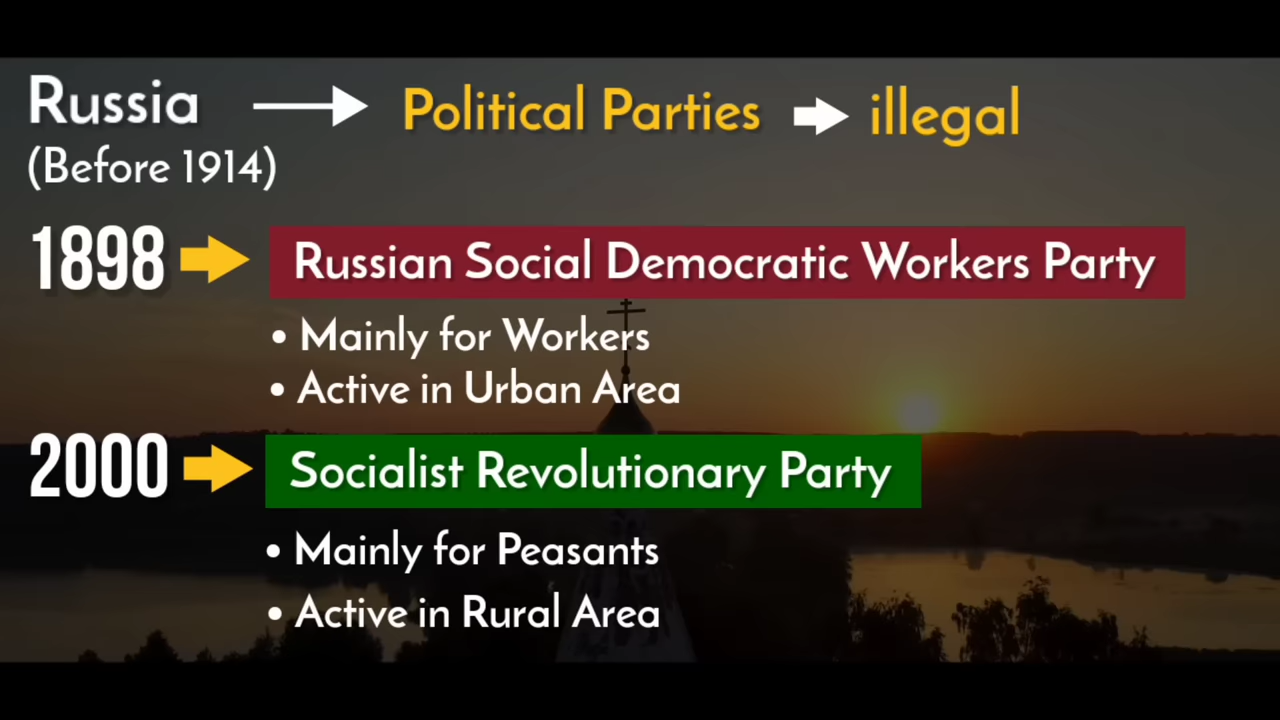 Russia → Political Parties → illegal
(Before 1914)
1898 → Russian Social Democratic Workers Party
• Mainly for Workers
• Active in Urban Area
2000 → Socialist Revolutionary Party
• Mainly for Peasants
• Active in Rural Area